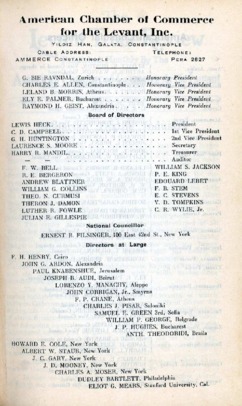 American Chamber of Commerce
for the Levant, Inc.
YILDIZ HAN, GALATA, CONSTANTINOPLE
CABLE ADDRESS: TELEPHONE:
AMMERCE CONSTANTINOPLE PERA 2627
G. BIE RAVNDAL, Zurich Honorary President
CHARLES E. ALLEN, Constantinople Honorary Vice President
LELAND B. MORRIS, Athens Honorary Vice President
ELY E. PALMER, Bucharest Honorary Vice President
RAYMOND H. GEIST, Alexandria Honorary Vice President
Board of Directors
LEWIS HECK President
C. D. CAMPBELL 1st Vice President
G. H. HUNTINGTON 2nd Vice President
LAURENCE S. MOORE Secretary
HARRY R. MANDIL Treasurer
— — Auditor
F. W. BELL WILLIAM S. JACKSON
R. E. BERGERON P. E. KING
ANDREW BLATTNER EDOUARD LEBET
WILLIAM G. COLLINS F. B. STEM
THEO. N. CURMUSI E. C. STEVENS
THERON J. DAMON V. D. TOMPKINS
LUTHER R. FOWLE C. R. WYLIE, Jr.
JULIAN E. GILLESPIE
National Councillor
ERNEST B. FILSINGER, East 42nd St., New York
Directors at Large
F. H. HENRY, Cairo
JOHN G. ARDON, Alexandria
PAUL KNABENSHUE, Jerusalem
JOSEPH D. AUDI, Beirut
LORENZO Y. MANACHY, Aleppo
JOHN CORRIGAN, Jr., Smyrna
F. P. CRANE, Athens
CHARLES J. PISAR, Saloniki
SAMUEL E. GREEN 3rd, Sofia
WILLIAM F. GEORGE, Belgrade
J. P. HUGHES, Bucharest
ANTH. THEODORIDI, Braila
HOWARD E. COLE, New York
ALBERT W. STAUB, New York
J. C. GARY, New York
J. D. MOONEY, New York
CHARLES A. MOSER, New York
DUDLEY BARTLETT, Philadelphia
ELIOT G. MEARS, Stanford University, Cal.